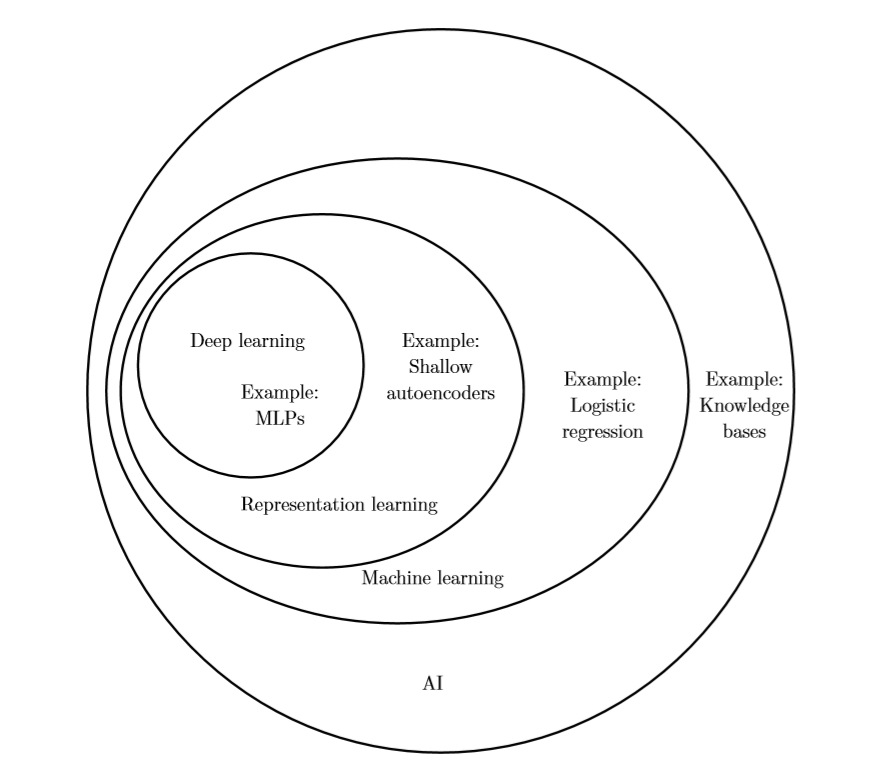 Deep learning
Example:
MLPs
Example:
Shallow
autoencoders
Example:
Logistic
regression
Example:
Knowledge
bases
Representation learning
Machine learning
AI